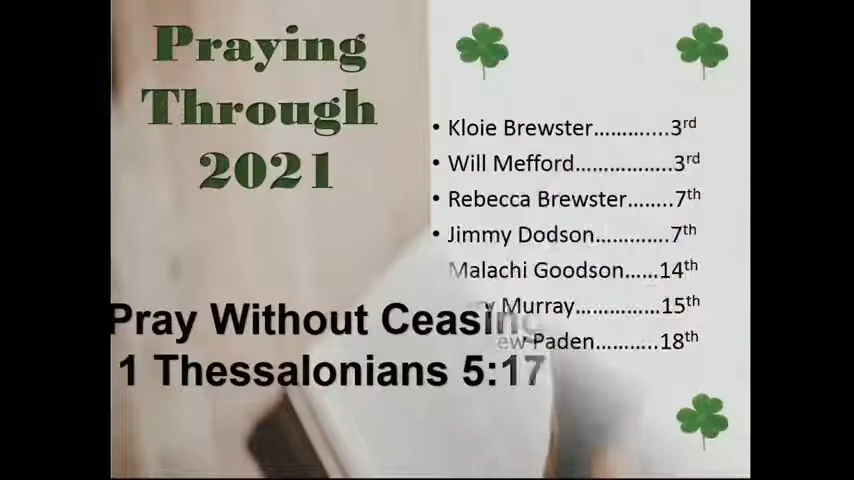 Praying
Through
2021
• Kloie Brewster…………...3rd
• Will Mefford……………..3rd
• Rebecca Brewster……..7th
• Jimmy Dodson………….7th
Malachi Goodson……14th
Murray……………15th
Paden………..18th
Pray Without Ceasing
1 Thessalonians 5:17